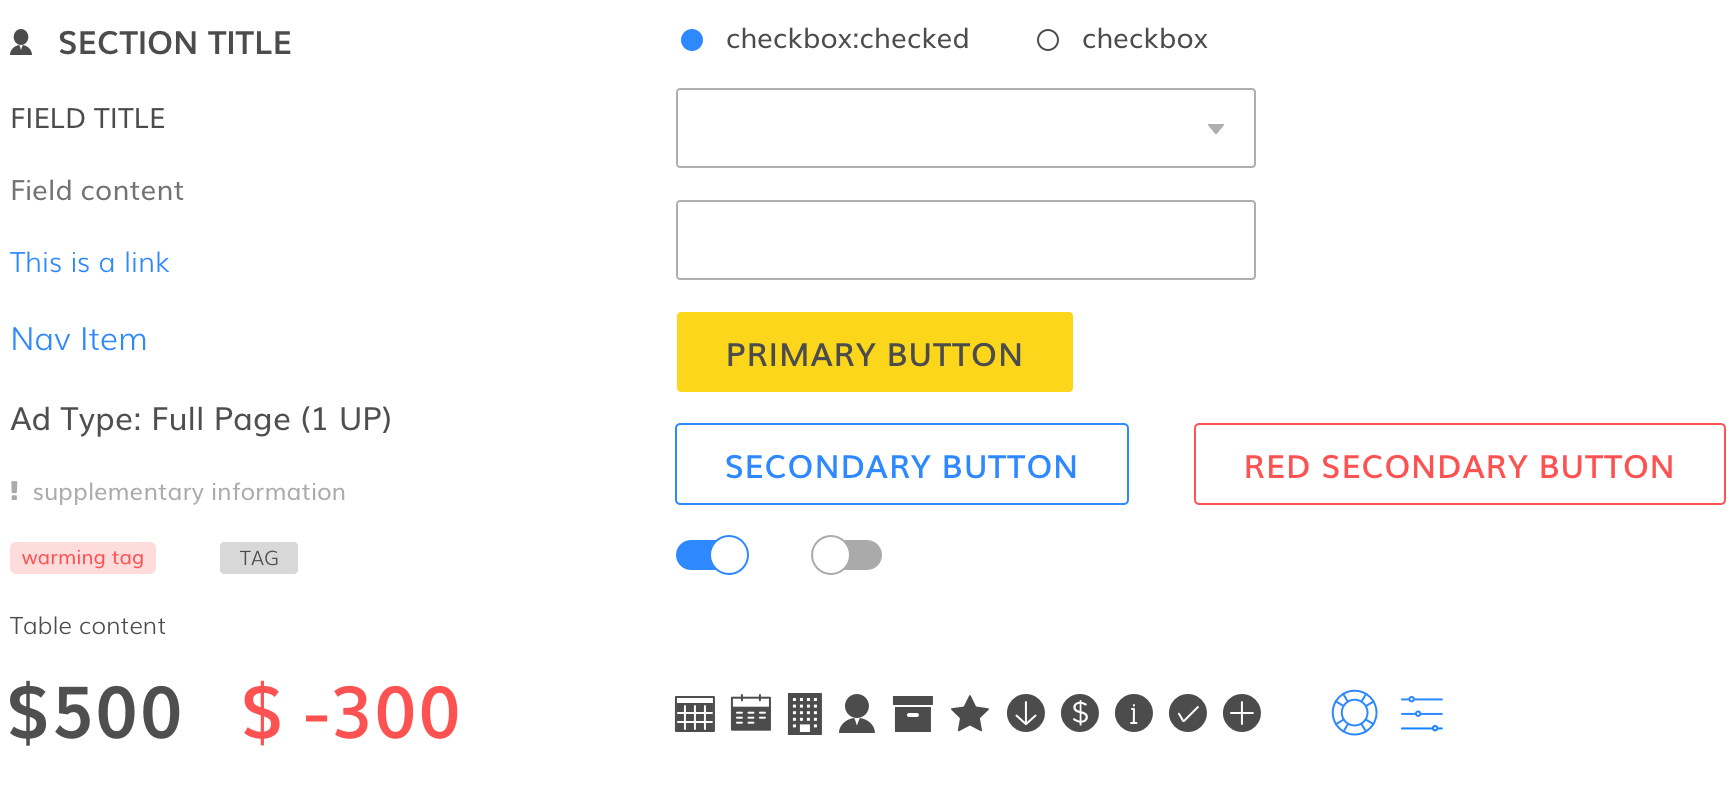 SECTION TITLE
checkbox:checked
checkbox
FIELD TITLE
Field content
This is a link
Nav Item
PRIMARY BUTTON
Ad Type: Full Page (1 UP)
SECONDARY BUTTON
RED SECONDARY BUTTON
! supplementary information
warming tag
TAG
Table content
$500
$ -300
$
i